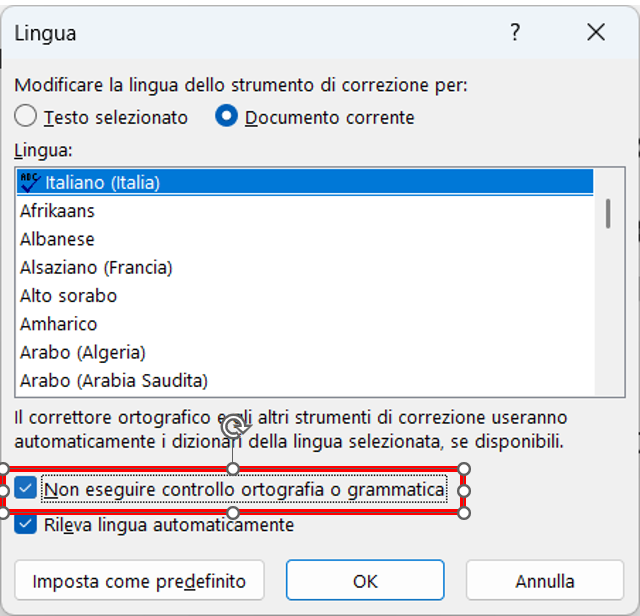 Lingua ?
Modificare la lingua dello strumento di correzione per:
Testo selezionato Documento corrente
Lingua:
ABC Italiano (Italia)
Afrikaans
Albanese
Alsaziano (Francia)
Alto sorabo
Amharico
Arabo (Algeria)
Arabo (Arabia Saudita)
Il correttore ortografico e gli altri strumenti di correzione useranno
automaticamente i dizionari della lingua selezionata, se disponibili.
Non eseguire controllo ortografia o grammatica
Rileva lingua automaticamente
Imposta come predefinito OK Annulla